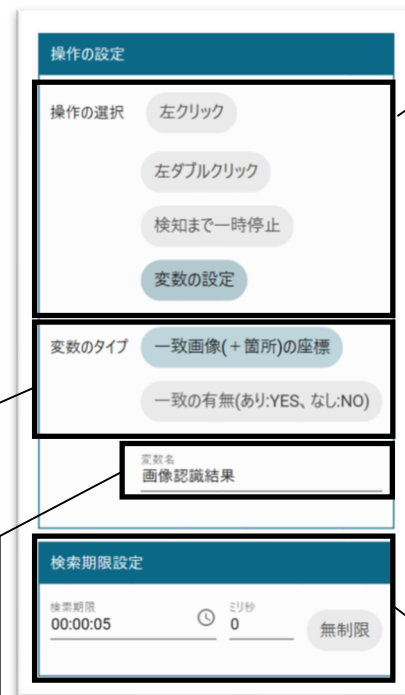 操作の設定
操作の選択 左クリック
左ダブルクリック
検知まで一時停止
変数の設定
変数のタイプ 一致画像(+箇所)の座標
一致の有無(あり:YES、なし:NO)
変数名
画像認識結果
検索期限設定
検索期限 ミリ秒
00:00:05 0 無制限